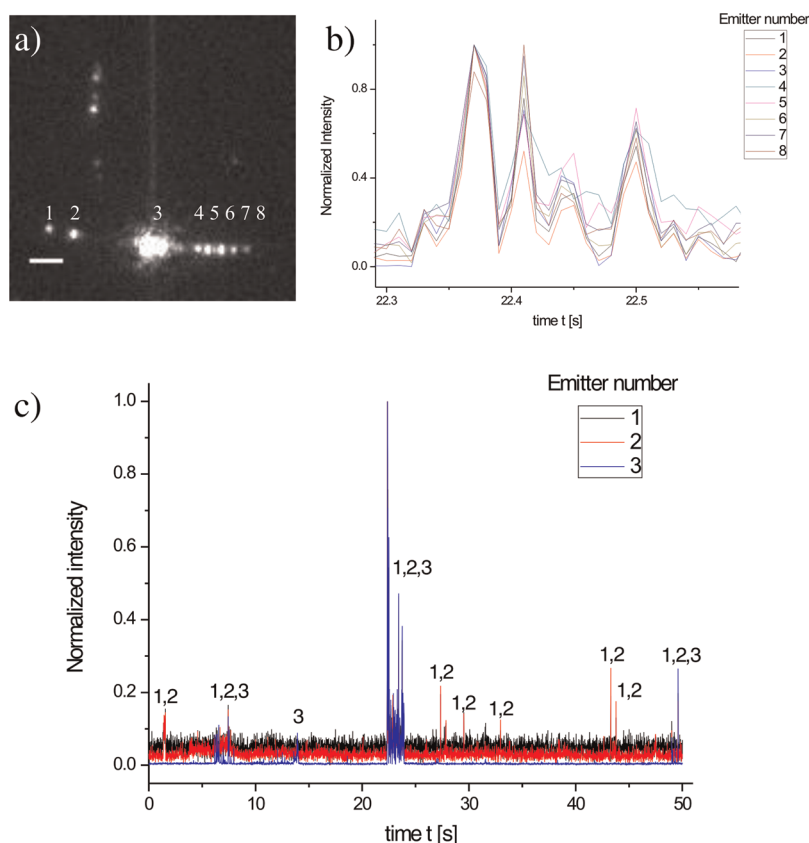 a)
1 2 3 4 5 6 7 8
b)
Emitter number
1
2
3
4
5
6
7
8
Normalized Intensity
0.8
0.4
0.0
22.3 22.4 22.5
time t [s]
c)
Emitter number
1
2
3
Normalized intensity
1.0
0.8
0.6
0.4
0.2
0.0
1,2
1,2,3
3
1,2,3
1,2
1,2
1,2
1,2
1,2
1,2,3
0 10 20 30 40 50
time t [s]